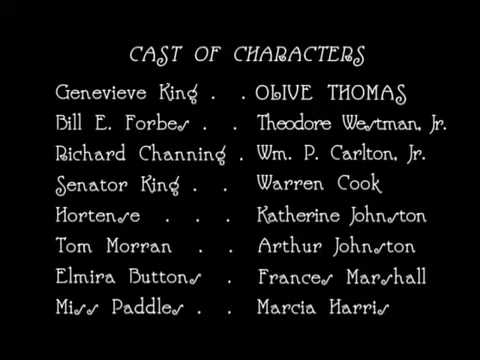 CAST OF CHARACTERS
Genevieve King . . OLIVE THOMAS
Bill E. Forbes . . Theodore Westman, Jr.
Richard Channing . Wm. P. Carlton, Jr.
Senator King . . Warren Cook
Hortense . . . Katherine Johnston
Tom Morran . . Arthur Johnston
Elmira Buttons . Frances Marshall
Miss Paddles . . Marcia Harris